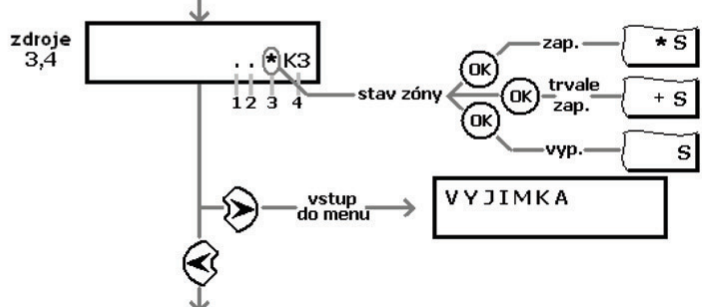 zdroje
3,4
. . * K3
1 2 3 4
stav zóny
OK
zap.
* S
OK
trvale
zap.
+ S
OK
vyp.
S
vstup
do menu
VYJIMKA